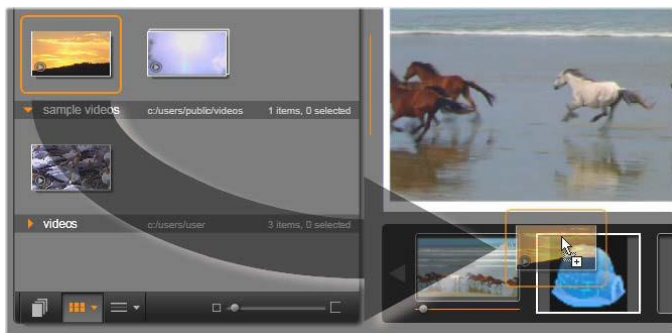 sample videos c:/users/public/videos 1 items, 0 selected
videos c:/users/user 3 items, 0 selected